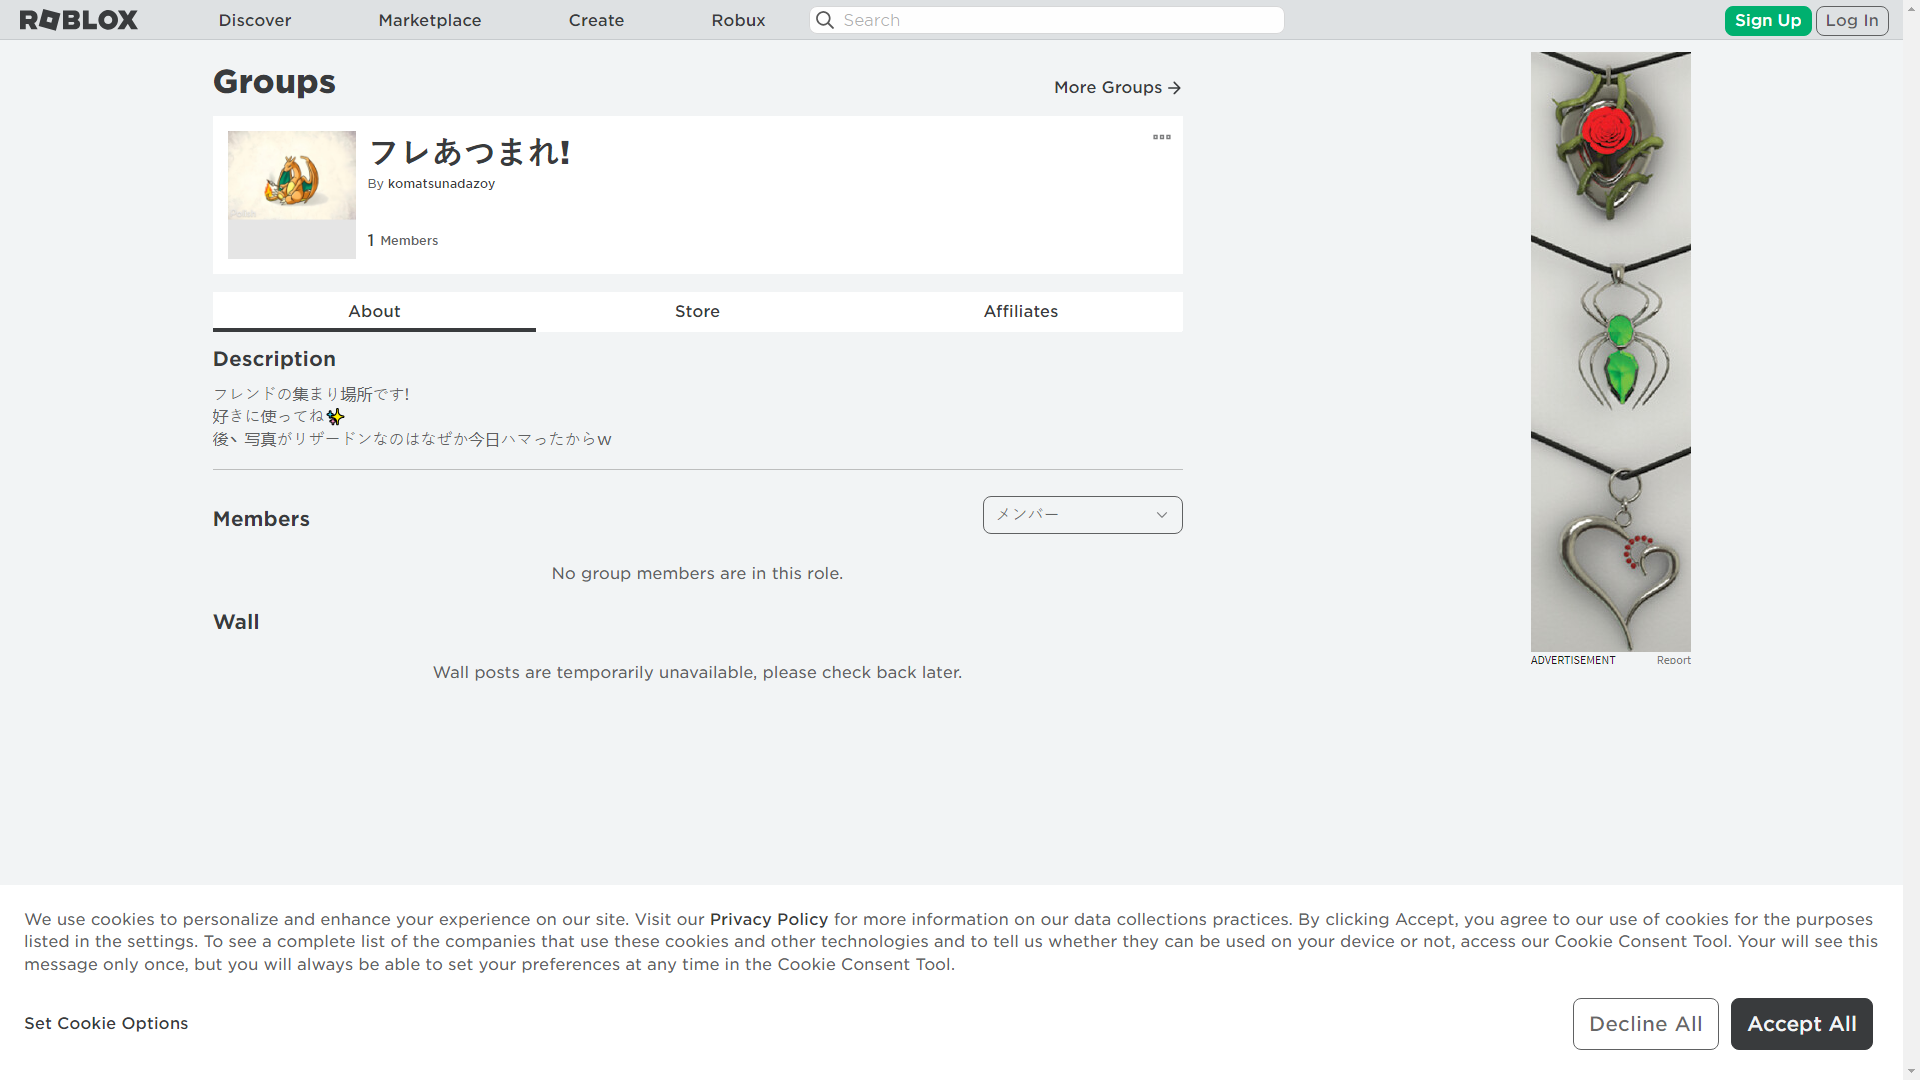 ROBLOX
Discover
Marketplace
Create
Robux
Search
Sign Up
Log In
Groups
More Groups
フレあつまれ!
By komatsunadazoy
1 Members
About
Store
Affiliates
Description
フレンドの集まり場所です!
好きに使ってね✨
後、写真がリザードンなのはなぜか今日ハマったからw
Members
メンバー
No group members are in this role.
Wall
Wall posts are temporarily unavailable, please check back later.
ADVERTISEMENT
Report
We use cookies to personalize and enhance your experience on our site. Visit our Privacy Policy for more information on our data collections practices. By clicking Accept, you agree to our use of cookies for the purposes
listed in the settings. To see a complete list of the companies that use these cookies and other technologies and to tell us whether they can be used on your device or not, access our Cookie Consent Tool. Your will see this
message only once, but you will always be able to set your preferences at any time in the Cookie Consent Tool.
Set Cookie Options
Decline All
Accept All